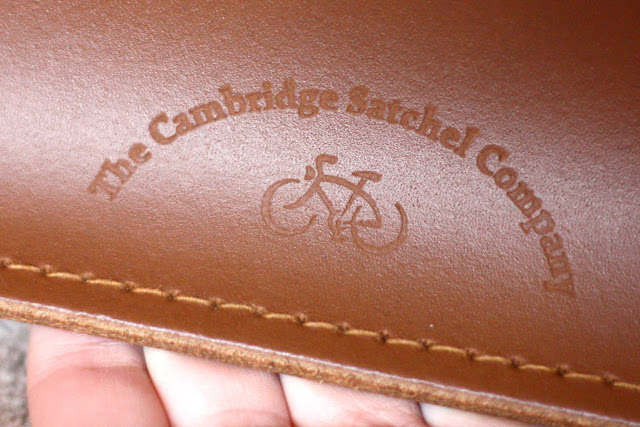 The Cambridge Satchel Company